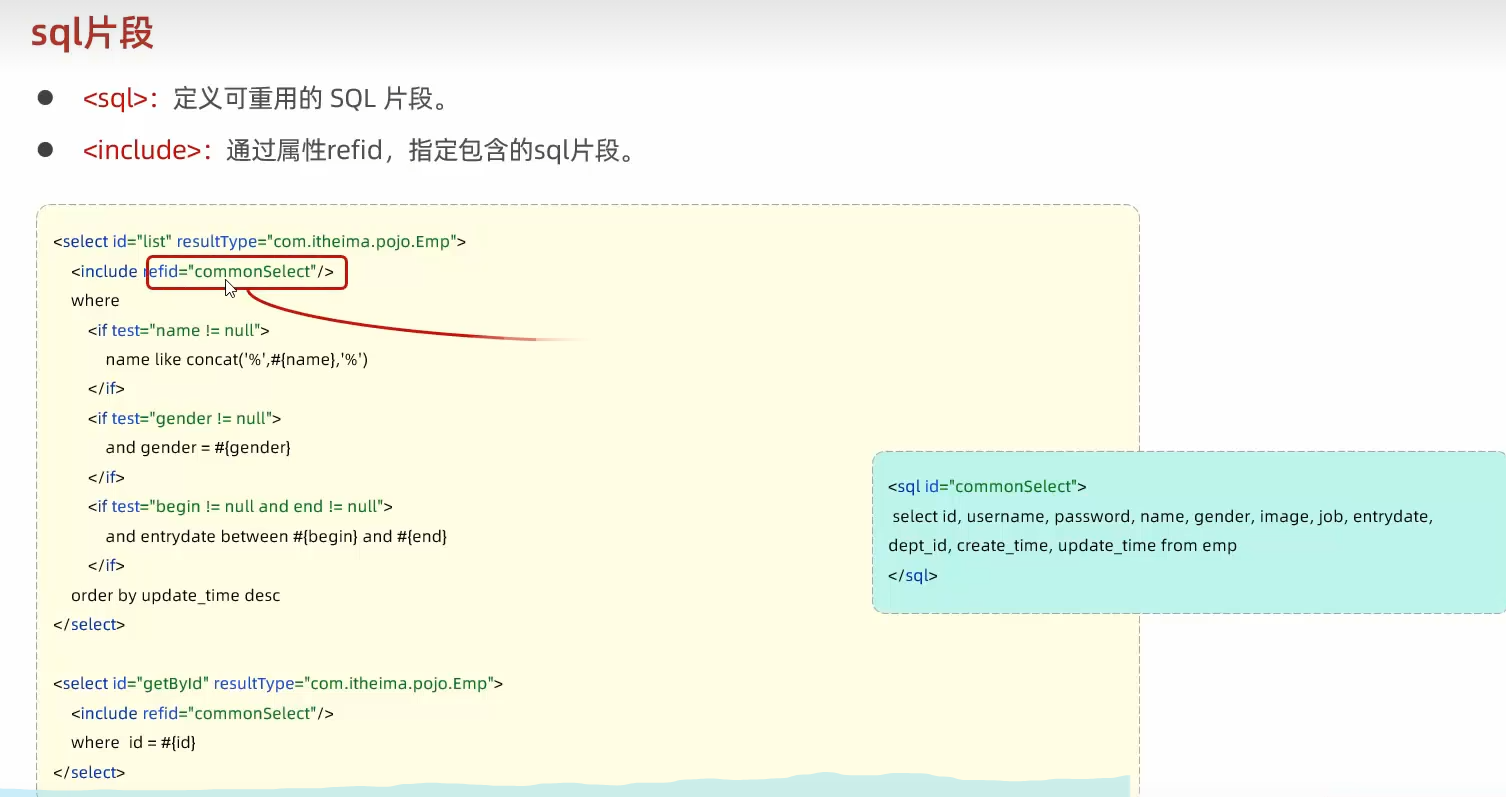 sql片段
● <sql>：定义可重用的 SQL 片段。
● <include>：通过属性refid，指定包含的sql片段。
<select id="list" resultType="com.itheima.pojo.Emp">
<include refid="commonSelect"/>
where
<if test="name != null">
name like concat('%',#{name},'%')
</if>
<if test="gender != null">
and gender = #{gender}
</if>
<if test="begin != null and end != null">
and entrydate between #{begin} and #{end}
</if>
order by update_time desc
</select>
<select id="getById" resultType="com.itheima.pojo.Emp">
<include refid="commonSelect"/>
where id = #{id}
</select>
<sql id="commonSelect">
select id, username, password, name, gender, image, job, entrydate,
dept_id, create_time, update_time from emp
</sql>